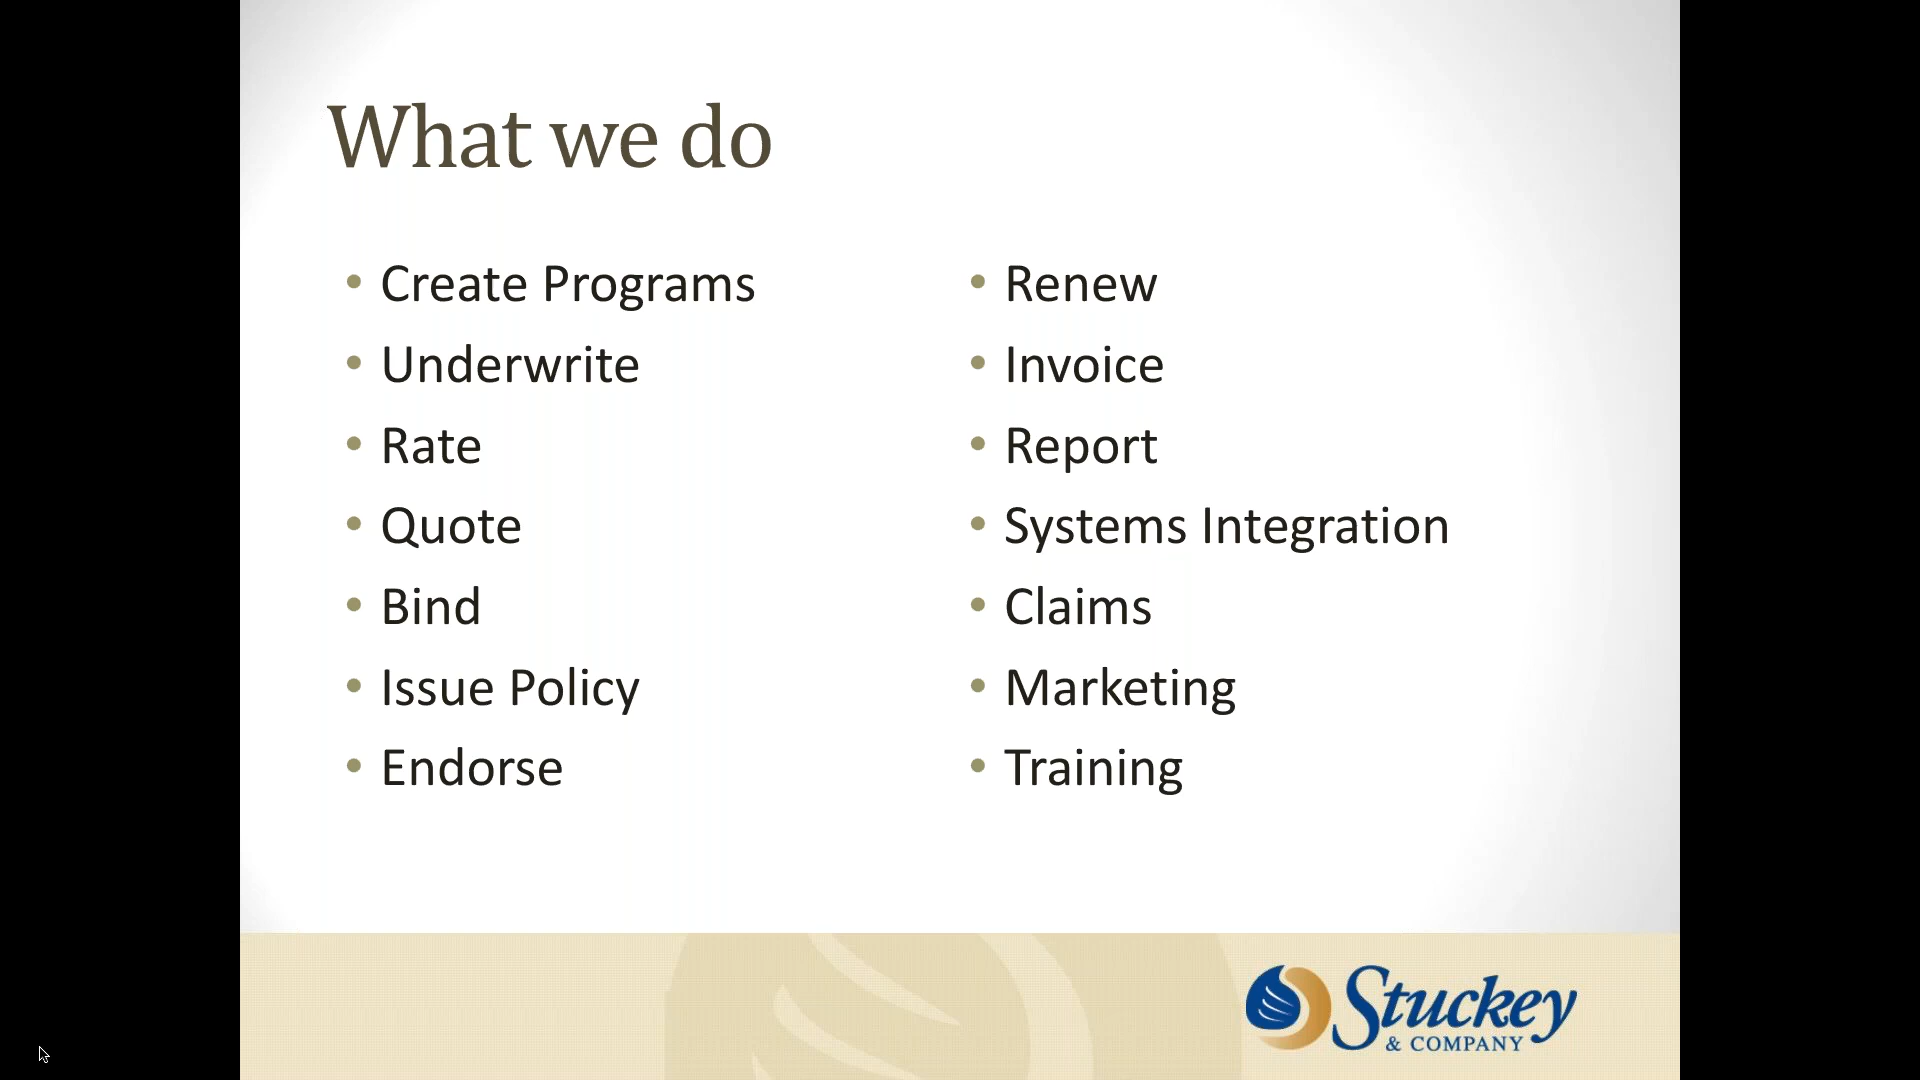 What we do
• Create Programs
• Underwrite
• Rate
• Quote
• Bind
• Issue Policy
• Endorse
• Renew
• Invoice
• Report
• Systems Integration
• Claims
• Marketing
• Training
Stuckey
& COMPANY